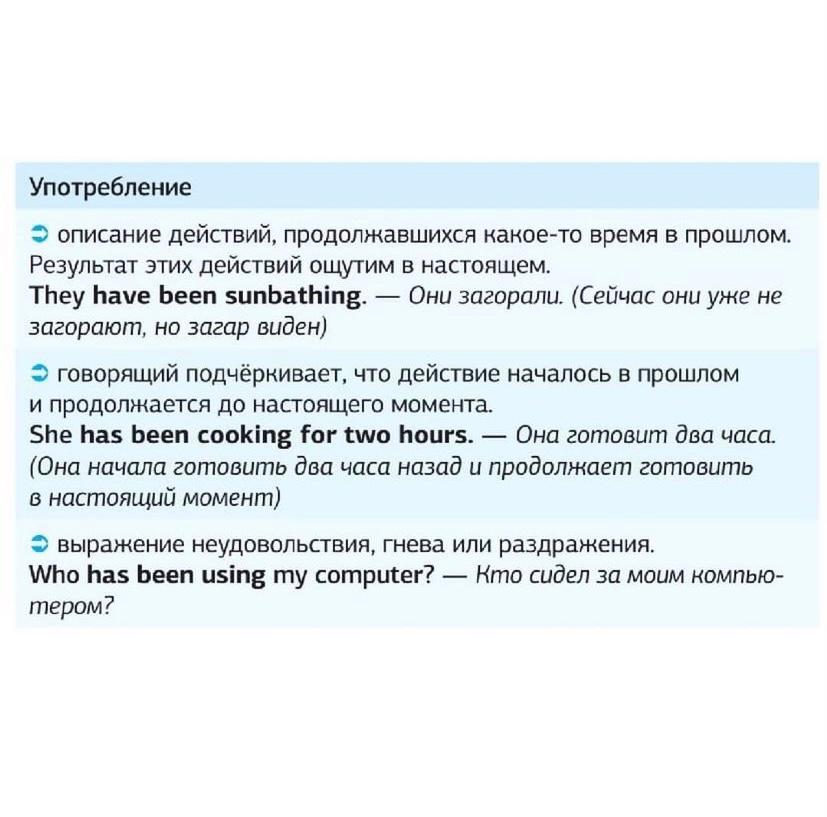 Употребление
➲ описание действий, продолжавшихся какое-то время в прошлом.
Результат этих действий ощутим в настоящем.
They have been sunbathing. — Они загорали. (Сейчас они уже не
загорают, но загар виден)
➲ говорящий подчёркивает, что действие началось в прошлом
и продолжается до настоящего момента.
She has been cooking for two hours. — Она готовит два часа.
(Она начала готовить два часа назад и продолжает готовить
в настоящий момент)
➲ выражение неудовольствия, гнева или раздражения.
Who has been using my computer? — Кто сидел за моим компью-
тером?